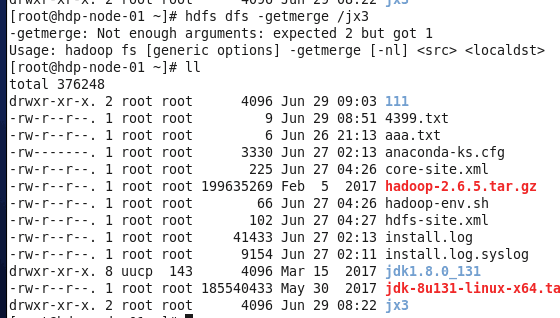 drwxr-xr-x. 2 root root 4096 Jun 29 08:22 jx3
[root@hdp-node-01 ~]# hdfs dfs -getmerge /jx3
-getmerge: Not enough arguments: expected 2 but got 1
Usage: hadoop fs [generic options] -getmerge [-nl] <src> <localdst>
[root@hdp-node-01 ~]# ll
total 376248
drwxr-xr-x. 2 root root 4096 Jun 29 09:03 111
-rw-r--r--. 1 root root 9 Jun 29 08:51 4399.txt
-rw-r--r--. 1 root root 6 Jun 26 21:13 aaa.txt
-rw-------. 1 root root 3330 Jun 27 02:13 anaconda-ks.cfg
-rw-r--r--. 1 root root 225 Jun 27 04:26 core-site.xml
-rw-r--r--. 1 root root 199635269 Feb 5 2017 hadoop-2.6.5.tar.gz
-rw-r--r--. 1 root root 66 Jun 27 04:26 hadoop-env.sh
-rw-r--r--. 1 root root 102 Jun 27 04:27 hdfs-site.xml
-rw-r--r--. 1 root root 41433 Jun 27 02:13 install.log
-rw-r--r--. 1 root root 9154 Jun 27 02:11 install.log.syslog
drwxr-xr-x. 8 uucp 143 4096 Mar 15 2017 jdk1.8.0_131
-rw-r--r--. 1 root root 185540433 May 30 2017 jdk-8u131-linux-x64.ta
drwxr-xr-x. 2 root root 4096 Jun 29 08:22 jx3
[root@hdp-node-01 ~]#